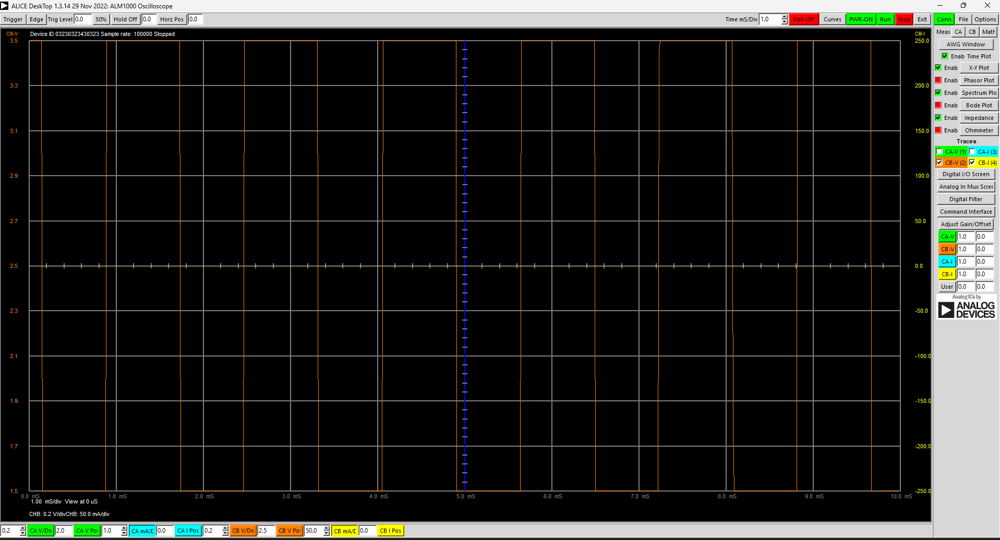 ALICE DeskTop 1.3.14 29 Nov 2022: ALM1000 Oscilloscope
Trigger Edge Trig Level 0.0 50% Hold Off 0.0 Horz Pos 0.0 Time mS/Div 1.0 Roll-Off Curves PWR-ON Run Stop Exit Conn File Options
CB-V Device ID 03230323430323 Sample rate: 100000 Stopped CB-I
Meas CA CB Math
3.5 250.0
AWG Window
Enab Time Plot
Enab X-Y Plot
Enab Phasor Plot
3.3 200.0
Enab Spectrum Plo
Enab Bode Plot
Enab Impedance
3.1 150.0
Enab Ohmmeter
Traces
CA-V (1) CA-I (3)
CB-V (2) CB-I (4)
Digital I/O Screen
2.9 100.0
Analog In Mux Scree
Digital Filter
Command Interface
2.7 50.0
Adjust Gain/Offset
CA-V 1.0 0.0
CB-V 1.0 0.0
CA-I 1.0 0.0
2.5 0.0
CB-I 1.0 0.0
User 0.0 0.0
Analog ICs by
ANALOG
DEVICES
2.3 -50.0
2.1 -100.0
1.9 -150.0
1.7 -200.0
1.5 -250.0
0.0 mS 1.0 mS 2.0 mS 3.0 mS 4.0 mS 5.0 mS 6.0 mS 7.0 mS 8.0 mS 9.0 mS 10.0 mS
1.00 mS/div View at 0 uS
CHB: 0.2 V/divCHB: 50.0 mA/div
0.2 CA V/Div 2.0 CA V Pos 1.0 CA mA/D 0.0 CA I Pos 0.2 CB V/Div 2.5 CB V Pos 50.0 CB mA/D 0.0 CB I Pos